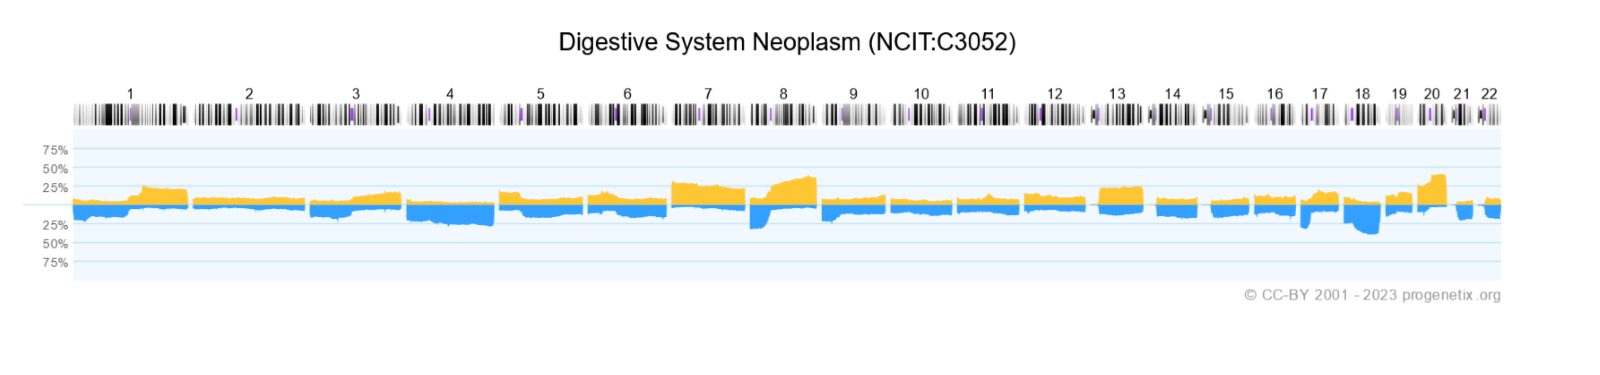 Digestive System Neoplasm (NCIT:C3052)
1 2 3 4 5 6 7 8 9 10 11 12 13 14 15 16 17 18 19 20 21 22
75%
50%
25%
25%
50%
75%
© CC-BY 2001 - 2023 progenetix.org